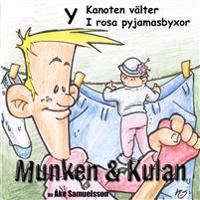 Y Kanoten välter
I rosa pyjamasbyxor
Munken & Kulan
av Åke Samuelsson